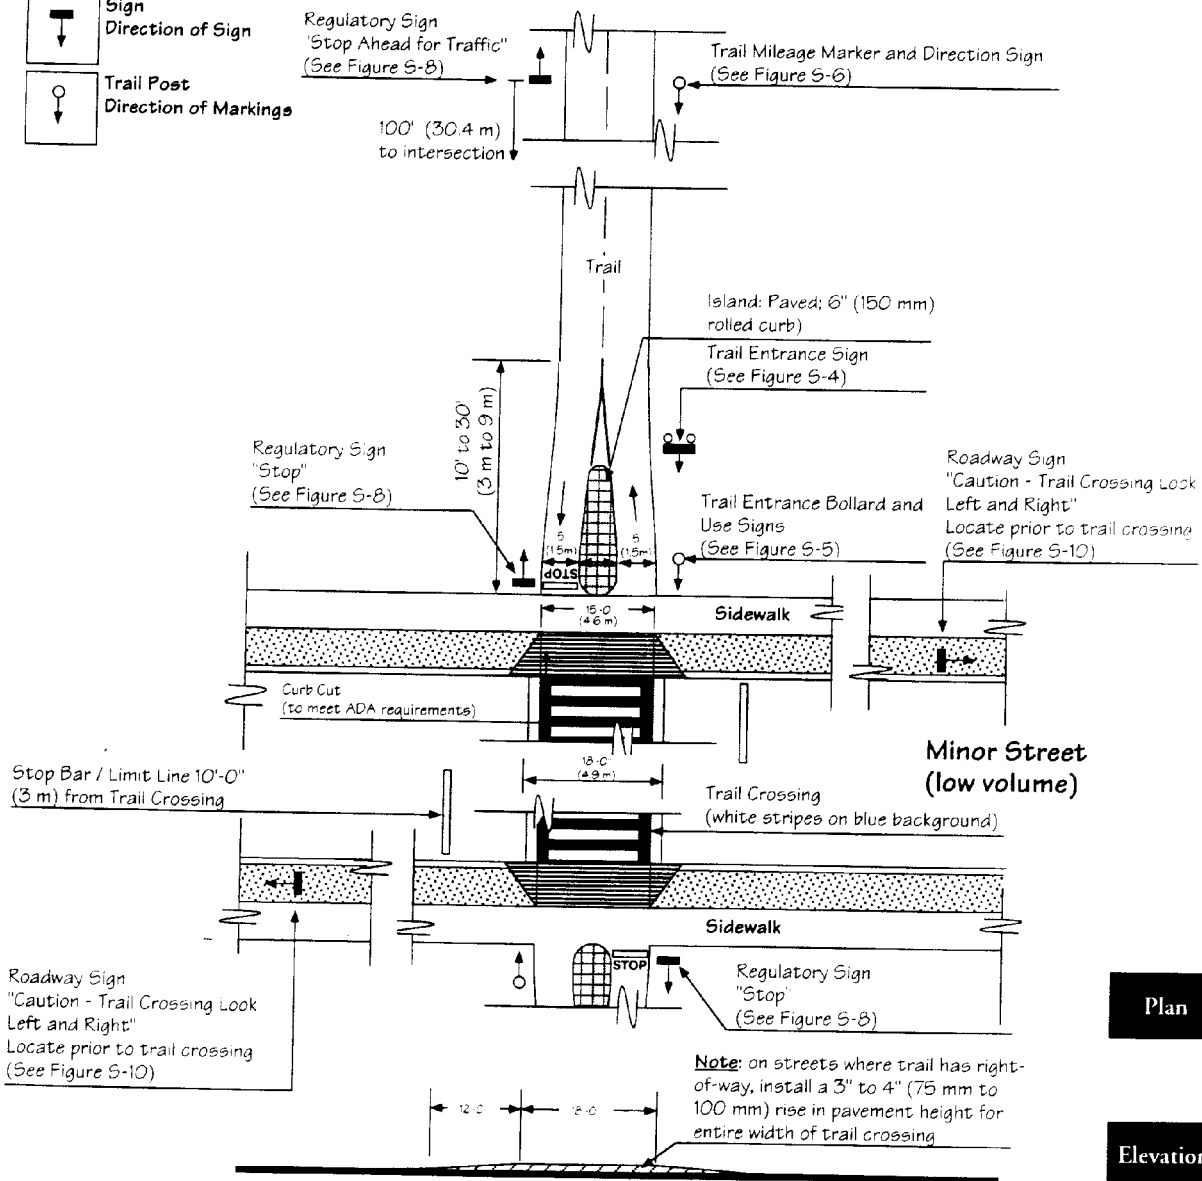 Sign
Direction of Sign
Trail Post
Direction of Markings
Regulatory Sign
"Stop Ahead for Traffic"
(See Figure S-8)
100' (30.4 m)
to intersection
Trail Mileage Marker and Direction Sign
(See Figure S-6)
Trail
Island: Paved; 6" (150 mm)
rolled curb)
Trail Entrance Sign
(See Figure S-4)
10' to 30'
(3 m to 9 m)
Regulatory Sign
"Stop"
(See Figure S-8)
Trail Entrance Bollard and
Use Signs
(See Figure S-5)
Roadway Sign
"Caution - Trail Crossing Look
Left and Right"
Locate prior to trail crossing
(See Figure S-10)
5
(1.5m)
5
(1.5m)
STOP
15-0
(4.6 m)
Sidewalk
Curb Cut
(to meet ADA requirements)
18-0"
(4.9 m)
Minor Street
(low volume)
Stop Bar / Limit Line 10'-0"
(3 m) from Trail Crossing
Trail Crossing
(white stripes on blue background)
Sidewalk
STOP
Regulatory Sign
"Stop"
(See Figure S-8)
Roadway Sign
"Caution - Trail Crossing Look
Left and Right"
Locate prior to trail crossing
(See Figure S-10)
Plan
Note: on streets where trail has right-
of-way, install a 3" to 4" (75 mm to
100 mm) rise in pavement height for
entire width of trail crossing
12-0
18-0
Elevation